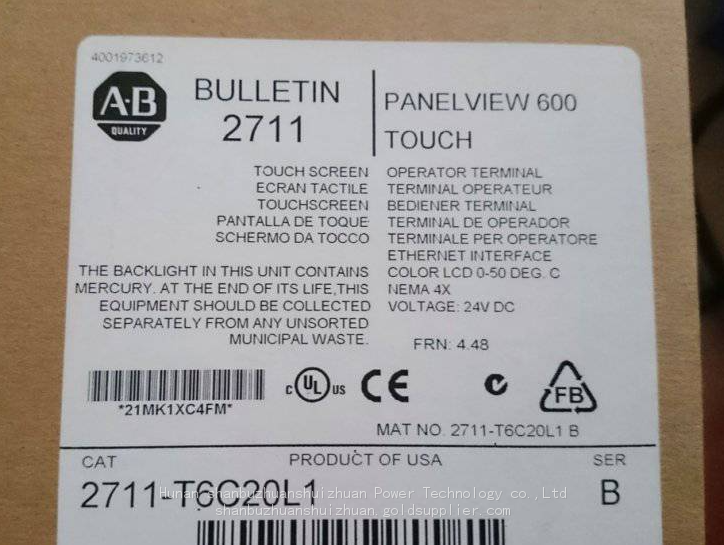 4001973612
A-B
QUALITY
BULLETIN
2711
PANELVIEW 600
TOUCH
TOUCH SCREEN
ECRAN TACTILE
TOUCHSCREEN
PANTALLA DE TOQUE
SCHERMO DA TOCCO
OPERATOR TERMINAL
TERMINAL OPERATEUR
BEDIENER TERMINAL
TERMINAL DE OPERADOR
TERMINALE PER OPERATORE
ETHERNET INTERFACE
COLOR LCD 0-50 DEG. C
NEMA 4X
VOLTAGE: 24V DC
THE BACKLIGHT IN THIS UNIT CONTAINS
MERCURY. AT THE END OF ITS LIFE,THIS
EQUIPMENT SHOULD BE COLLECTED
SEPARATELY FROM ANY UNSORTED
MUNICIPAL WASTE.
FRN: 4.48
*21MK1XC4FM*
c UL US
CE
FB
MAT NO. 2711-T6C20L1 B
CAT
PRODUCT OF USA
SER
2711-T6C20L1
B
Hunan shanbuzhuanshuizhuan Power Technology co.,Ltd
shanbuzhuanshuizhuan.goldsupplier.com